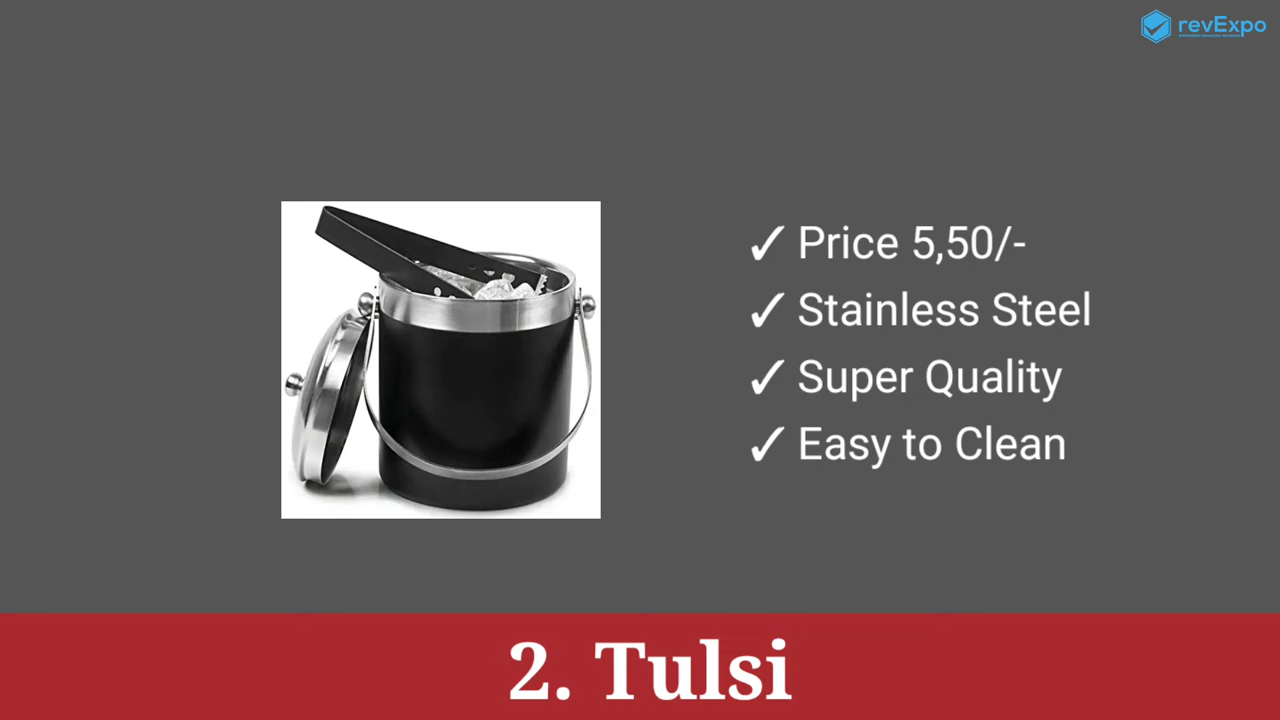 revExpo
✓ Price 5,50/-
✓ Stainless Steel
✓ Super Quality
✓ Easy to Clean
2. Tulsi